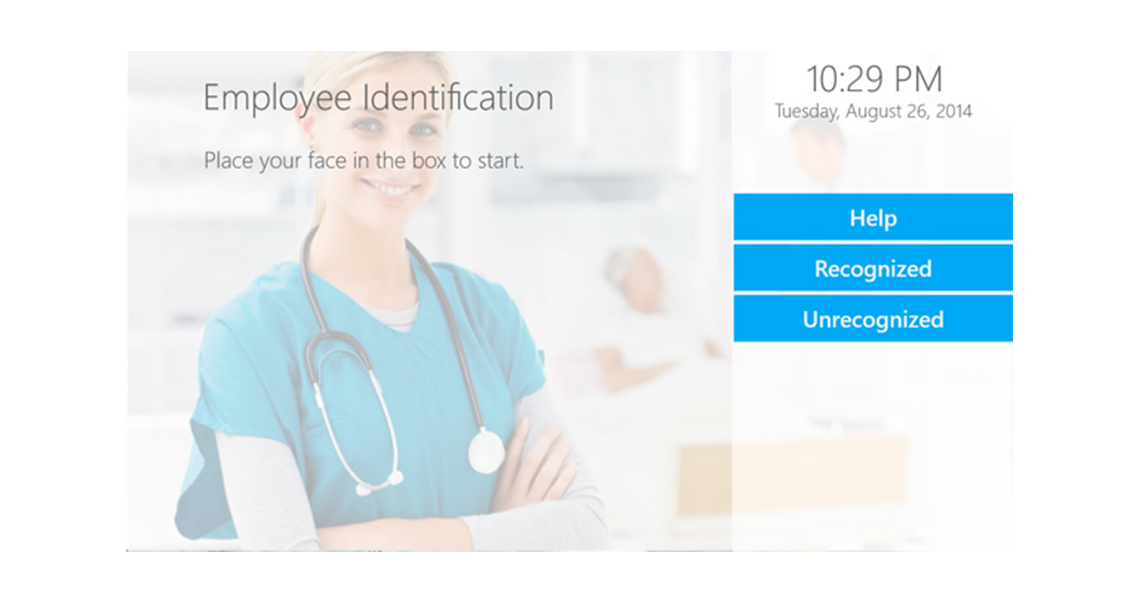 Employee Identification
Place your face in the box to start.
10:29 PM
Tuesday, August 26, 2014
Help
Recognized
Unrecognized